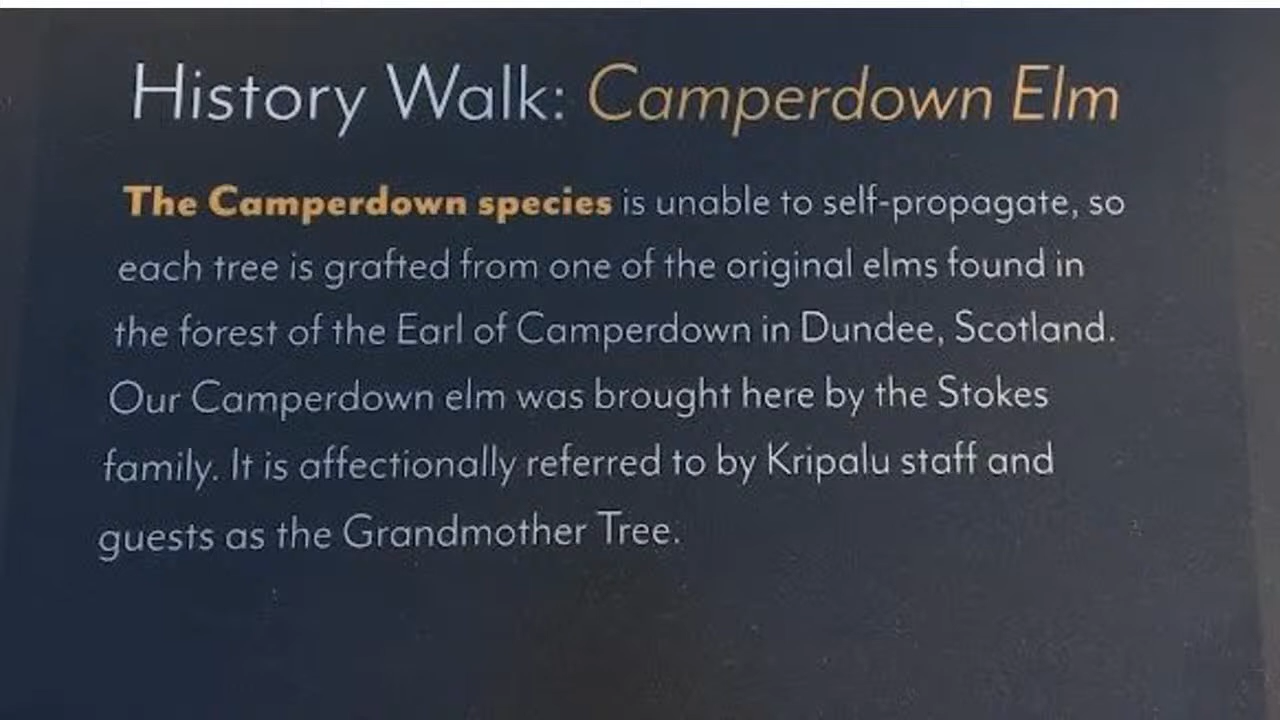 History Walk: Camperdown Elm
The Camperdown species is unable to self-propagate, so
each tree is grafted from one of the original elms found in
the forest of the Earl of Camperdown in Dundee, Scotland.
Our Camperdown elm was brought here by the Stokes
family. It is affectionally referred to by Kripalu staff and
guests as the Grandmother Tree.